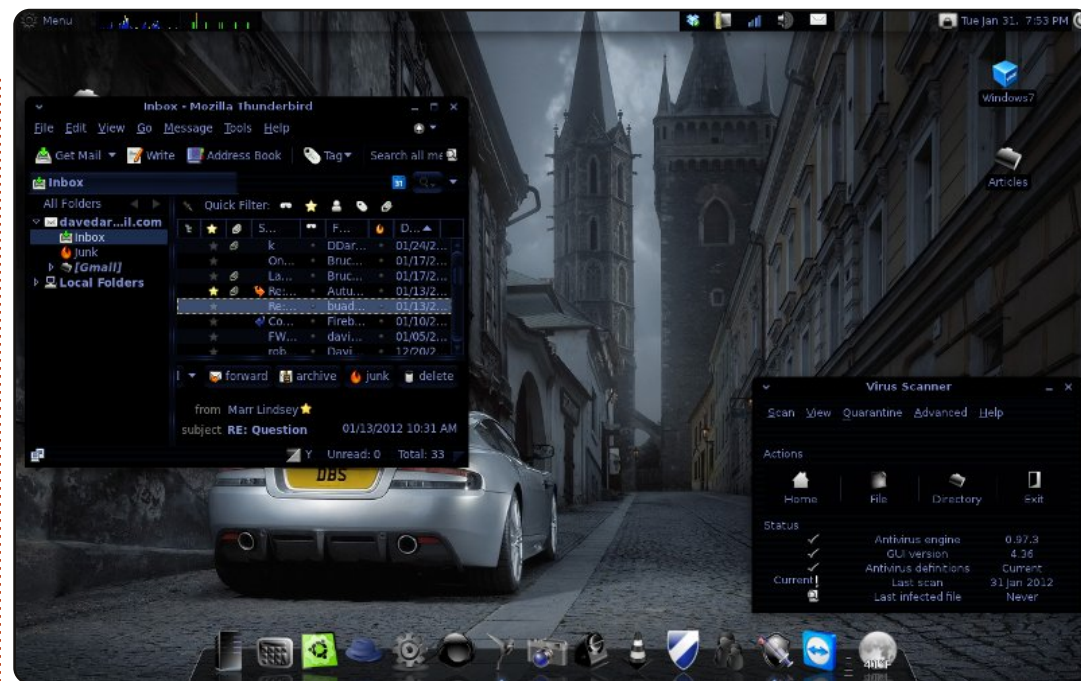 Menu
Tue Jan 31, 7:53 PM
Windows7
Articles
Inbox - Mozilla Thunderbird
File Edit View Go Message Tools Help
Get Mail Write Address Book Tag Search all me
Inbox
31
All Folders
davedar...il.com
Inbox
Junk
[Gmail]
Local Folders
Quick Filter:
S... F... D...
k DDar... 01/24/2...
On... Bruc... 01/17/2...
La... Bruc... 01/17/2...
Re:... Autu... 01/13/2...
Re:... buad... 01/13/2...
Co... Fireb... 01/10/2...
FW... davi... 01/05/2...
rob Davi 12/20/2
forward archive junk delete
from Marr Lindsey
subject RE: Question 01/13/2012 10:31 AM
Y Unread: 0 Total: 33
DBS
Virus Scanner
Scan View Quarantine Advanced Help
Actions
Home File Directory Exit
Status
Antivirus engine 0.97.3
GUI version 4.36
Antivirus definitions Current
Current! Last scan 31 Jan 2012
Last infected file Never